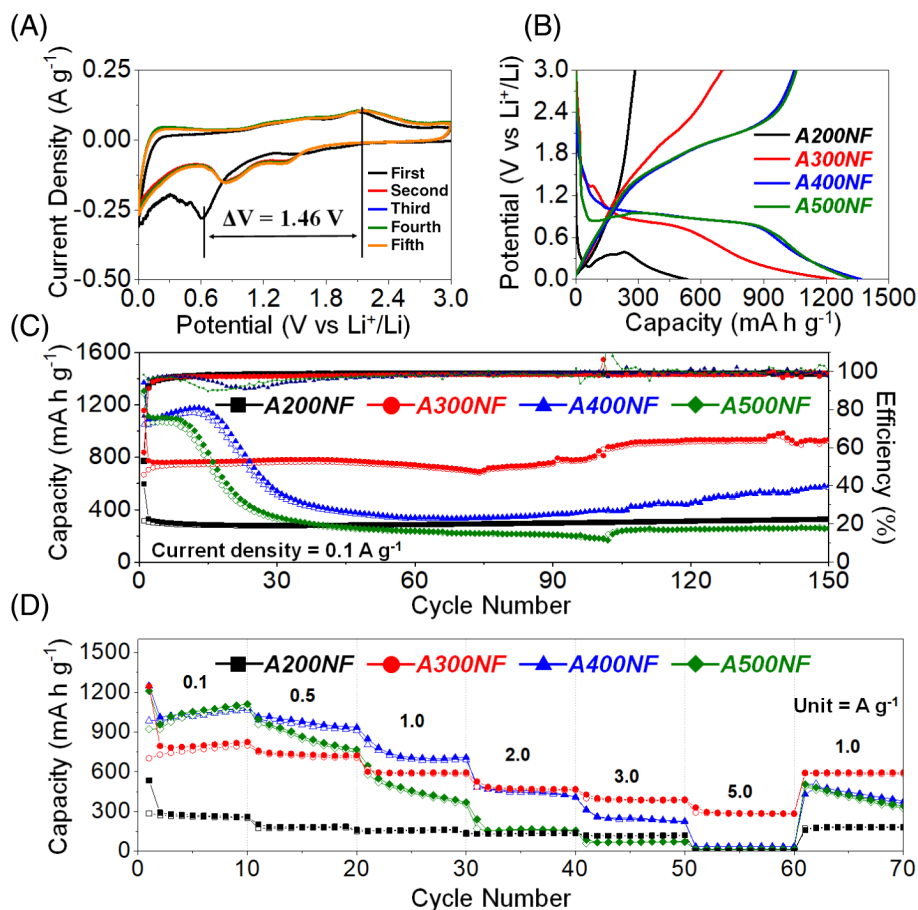 (A)
0.25
0.00
-0.25
-0.50
Current Density (A g⁻¹)
First
Second
Third
Fourth
Fifth
ΔV = 1.46 V
0.0 0.6 1.2 1.8 2.4 3.0
Potential (V vs Li⁺/Li)
(B)
3.0
2.4
1.8
1.2
0.6
0.0
Potential (V vs Li⁺/Li)
A200NF
A300NF
A400NF
A500NF
0 300 600 900 1200 1500
Capacity (mA h g⁻¹)
(C)
1600
1200
800
400
0
Capacity (mA h g⁻¹)
A200NF A300NF A400NF A500NF
Current density = 0.1 A g⁻¹
100
80
60
40
20
0
Efficiency (%)
0 30 60 90 120 150
Cycle Number
(D)
1500
1200
900
600
300
0
Capacity (mA h g⁻¹)
A200NF A300NF A400NF A500NF
0.1 0.5 1.0 2.0 3.0 5.0 1.0
Unit = A g⁻¹
0 10 20 30 40 50 60 70
Cycle Number